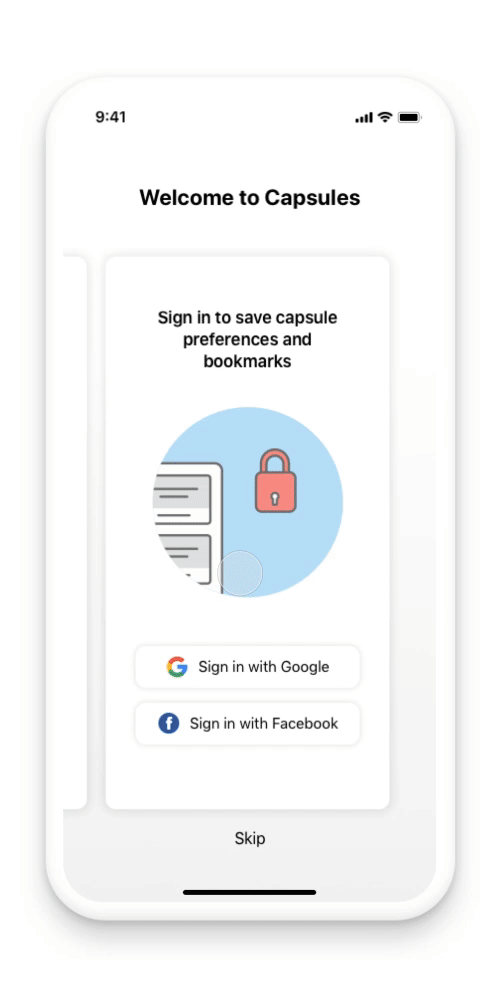 9:41
Welcome to Capsules
Sign in to save capsule
preferences and
bookmarks
Sign in with Google
Sign in with Facebook
Skip